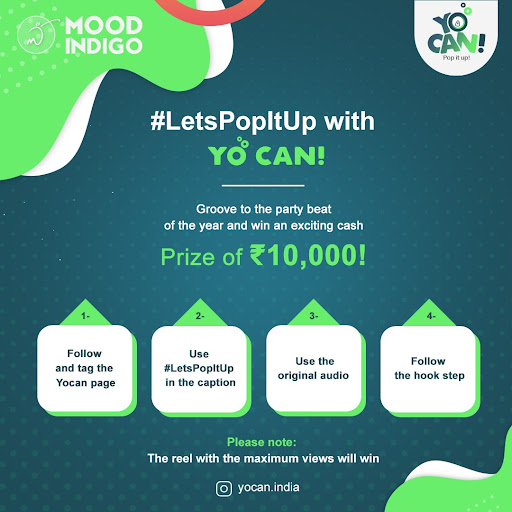 MOOD
INDIGO
YO
CAN!
Pop it up!
#LetsPopItUp with
YO CAN!
Groove to the party beat
of the year and win an exciting cash
Prize of ₹10,000!
1-
Follow
and tag the
Yocan page
2-
Use
#LetsPopItUp
in the caption
3-
Use the
original audio
4-
Follow
the hook step
Please note:
The reel with the maximum views will win
yocan.india